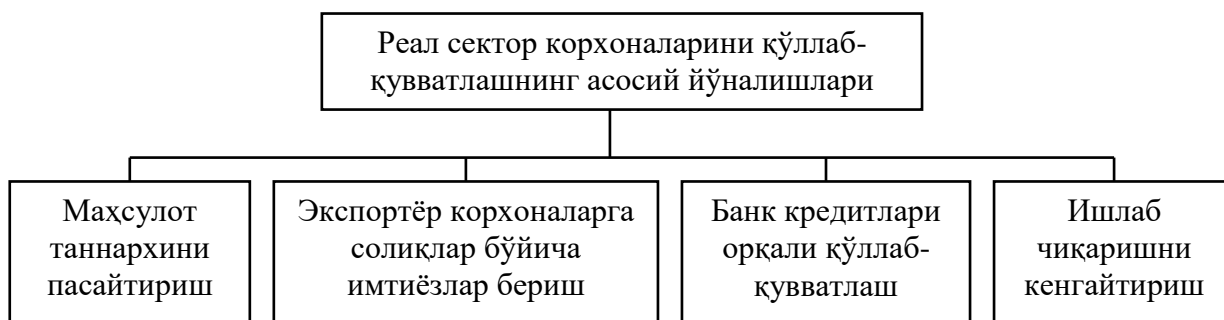 Реал сектор корхоналарини қўллаб-
қувватлашнинг асосий йўналишлари
Маҳсулот
таннархини
пасайтириш
Экспортёр корхоналарга
солиқлар бўйича
имтиёзлар бериш
Банк кредитлари
орқали қўллаб-
қувватлаш
Ишлаб
чиқаришни
кенгайтириш